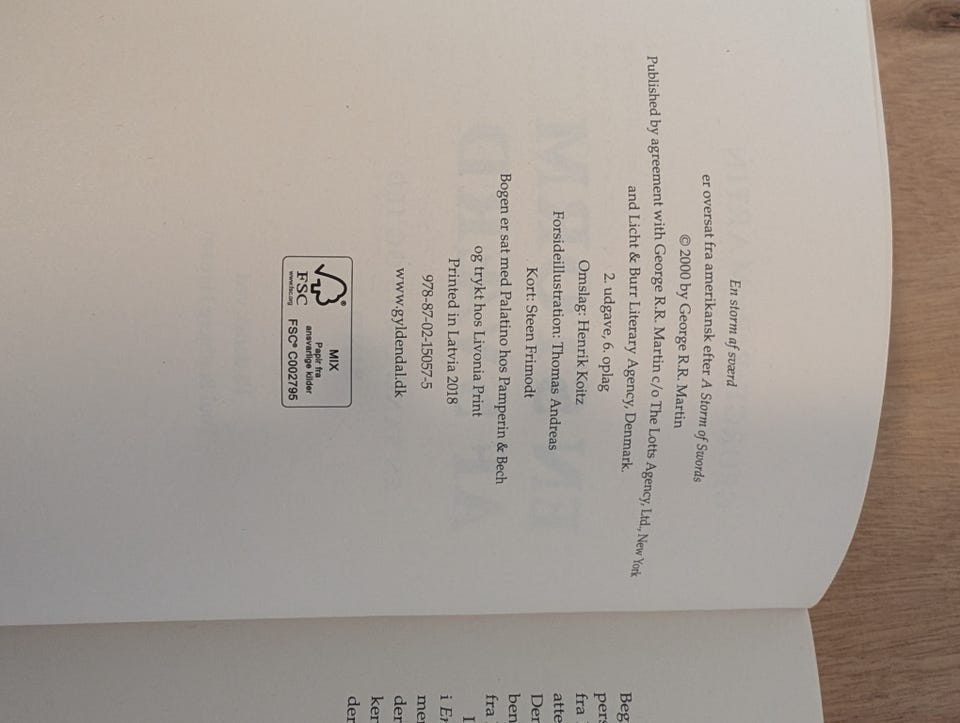 En storm af sværd
er oversat fra amerikansk efter A Storm of Swords
© 2000 by George R.R. Martin
Published by agreement with George R.R. Martin c/o The Lotts Agency, Ltd., New York
and Licht & Burr Literary Agency, Denmark.
2. udgave, 6. oplag
Omslag: Henrik Koitz
Forsideillustration: Thomas Andreas
Kort: Steen Frimodt
Bogen er sat med Palatino hos Pamperin & Bech
og trykt hos Livonia Print
Printed in Latvia 2018
978-87-02-15057-5
www.gyldendal.dk
FSC®
www.fsc.org
MIX
Papir fra
ansvarlige kilder
FSC® C002795
fra
i En